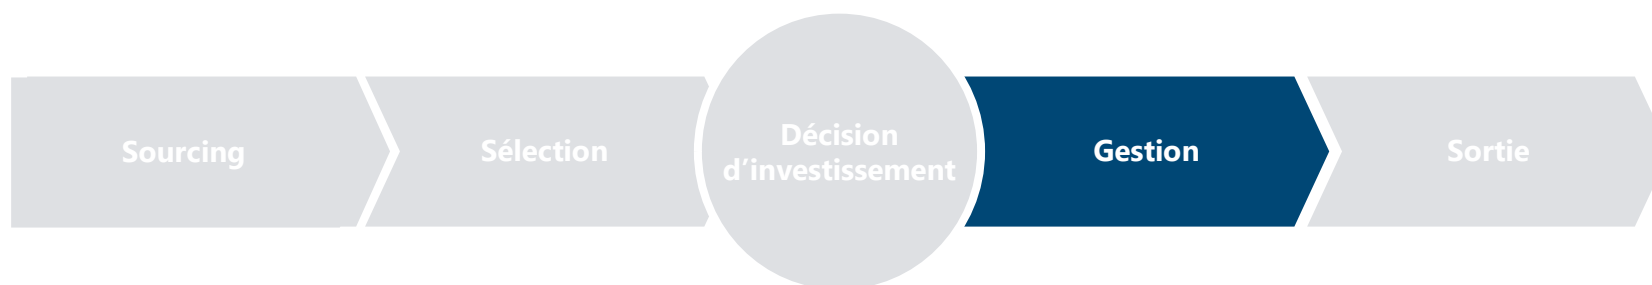 Sourcing
Sélection
Décision
d’investissement
Gestion
Sortie